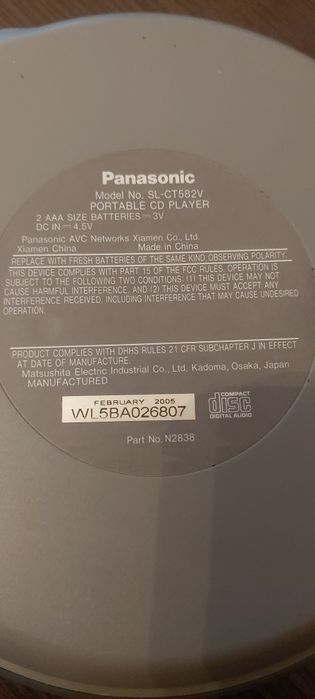 Panasonic
Model No. SL-CT582V
PORTABLE CD PLAYER
2 AAA SIZE BATTERIES ⎓ 3V
DC IN ⎓ 4.5V
Panasonic AVC Networks Xiamen Co., Ltd.
Xiamen China Made in China
REPLACE WITH FRESH BATTERIES OF THE SAME KIND, OBSERVING POLARITY.
THIS DEVICE COMPLIES WITH PART 15 OF THE FCC RULES. OPERATION IS
SUBJECT TO THE FOLLOWING TWO CONDITIONS: (1) THIS DEVICE MAY NOT
CAUSE HARMFUL INTERFERENCE, AND (2) THIS DEVICE MUST ACCEPT ANY
INTERFERENCE RECEIVED, INCLUDING INTERFERENCE THAT MAY CAUSE UNDESIRED
OPERATION.
PRODUCT COMPLIES WITH DHHS RULES 21 CFR SUBCHAPTER J IN EFFECT
AT DATE OF MANUFACTURE.
Matsushita Electric Industrial Co., Ltd, Kadoma, Osaka, Japan
MANUFACTURED
FEBRUARY 2005
WL5BA026807
COMPACT
disc
DIGITAL AUDIO
Part No. N2838